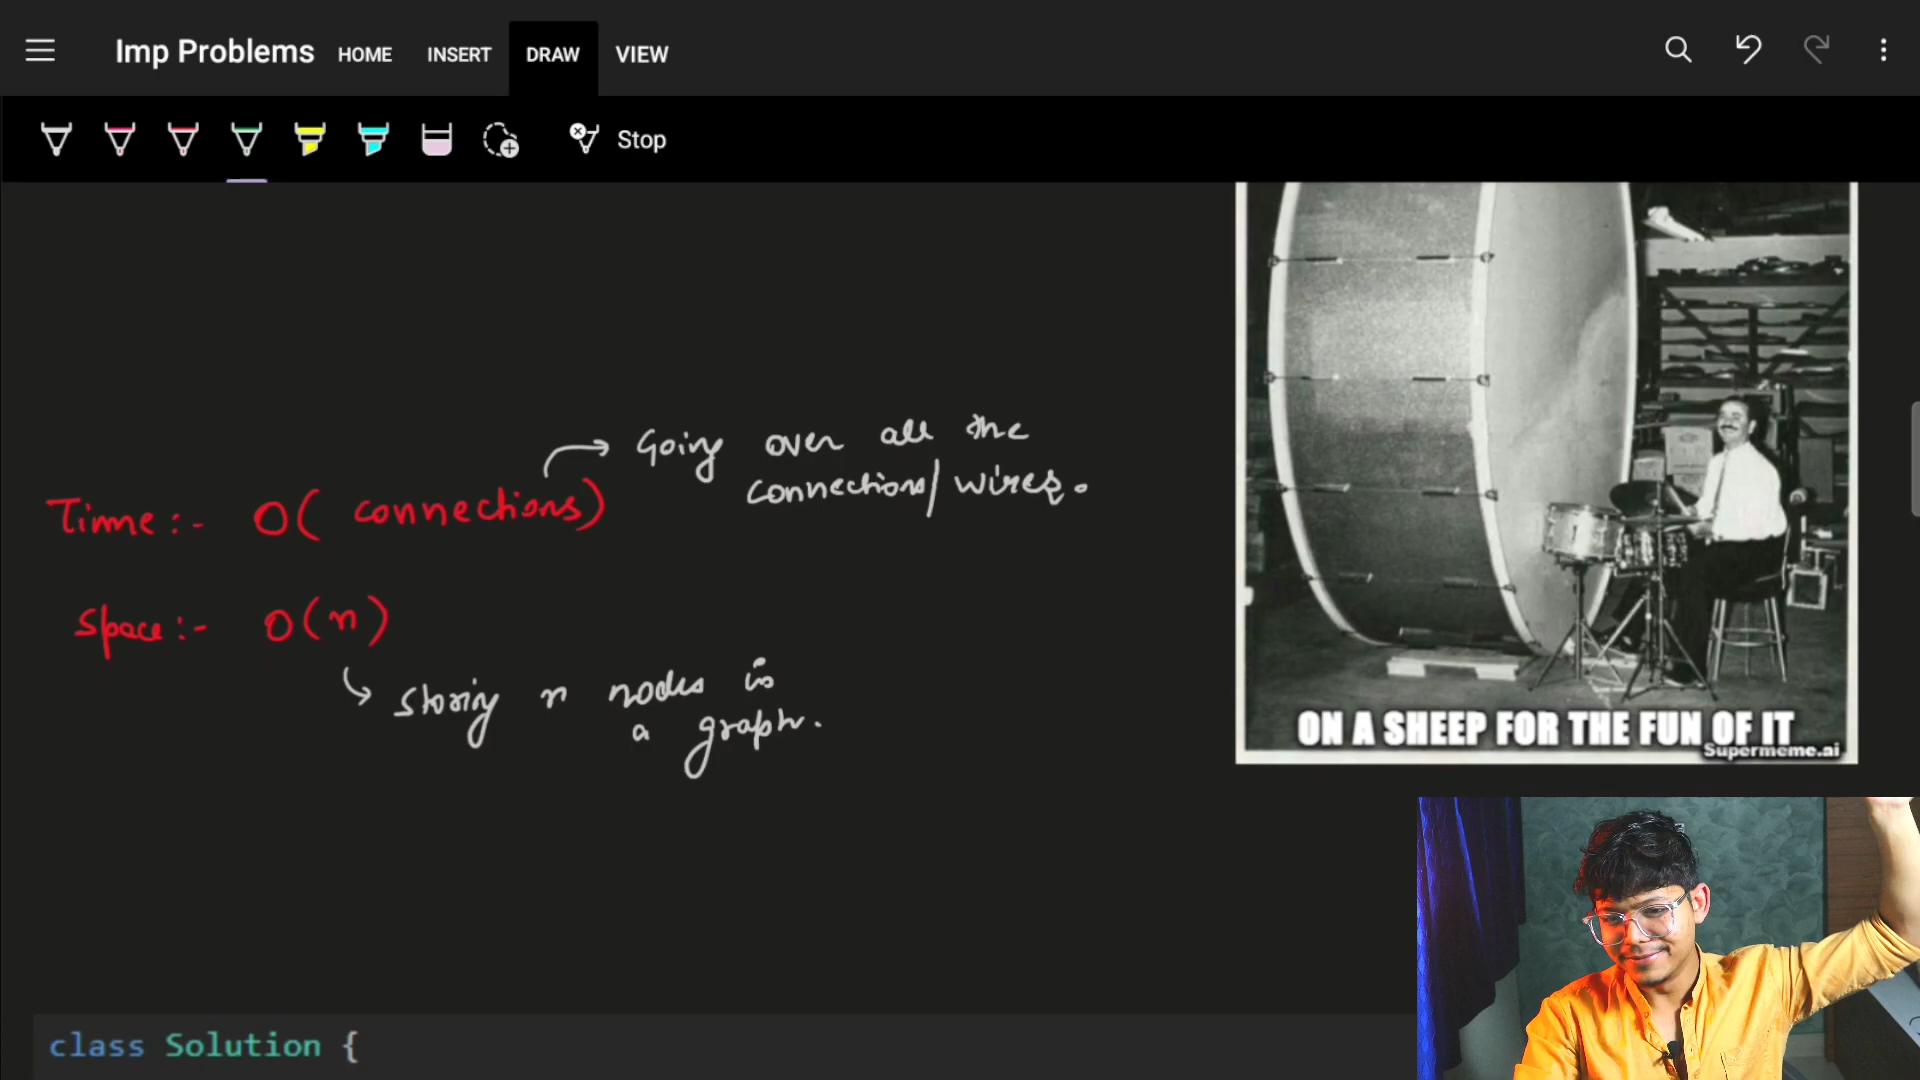 Imp Problems HOME INSERT DRAW VIEW
Stop
Going over all the
connections/wires.
Time:- O( connections)
Space:- O(n)
Storing n nodes in
a graph.
ON A SHEEP FOR THE FUN OF IT
Supermeme.ai
class Solution {